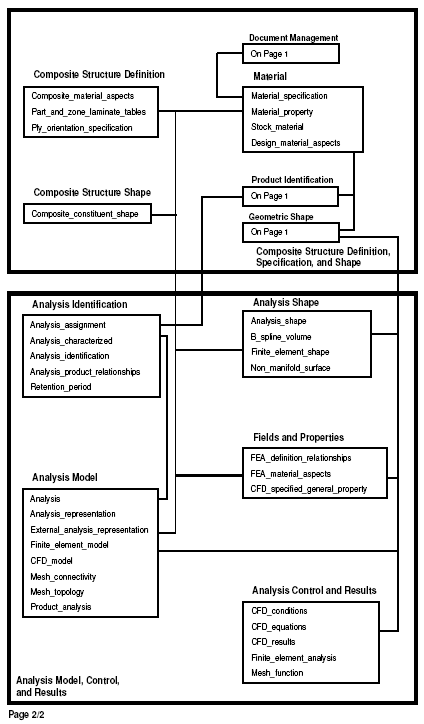 Document Management
On Page 1
Composite Structure Definition
Composite_material_aspects
Part_and_zone_laminate_tables
Ply_orientation_specification
Material
Material_specification
Material_property
Stock_material
Design_material_aspects
Composite Structure Shape
Composite_constituent_shape
Product Identification
On Page 1
Geometric Shape
On Page 1
Composite Structure Definition,
Specification, and Shape
Analysis Identification
Analysis_assignment
Analysis_characterized
Analysis_identification
Analysis_product_relationships
Retention_period
Analysis Shape
Analysis_shape
B_spline_volume
Finite_element_shape
Non_manifold_surface
Fields and Properties
FEA_definition_relationships
FEA_material_aspects
CFD_specified_general_property
Analysis Model
Analysis
Analysis_representation
External_analysis_representation
Finite_element_model
CFD_model
Mesh_connectivity
Mesh_topology
Product_analysis
Analysis Control and Results
CFD_conditions
CFD_equations
CFD_results
Finite_element_analysis
Mesh_function
Analysis Model, Control,
and Results
Page 2/2